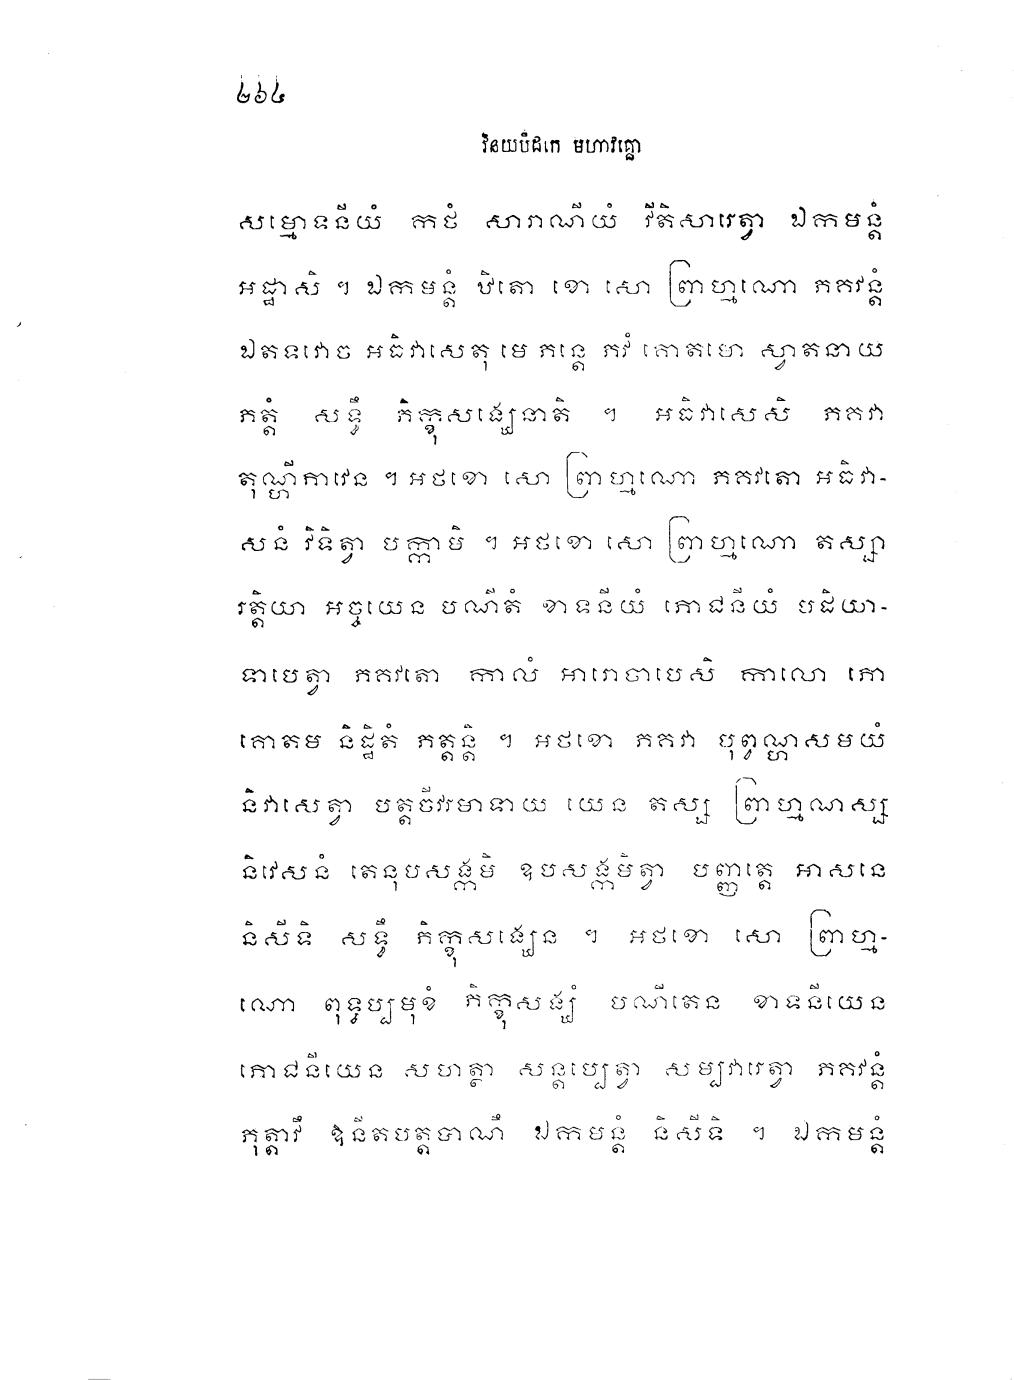 ២៦៤
វិនយបិដកេ មហាវគ្គោ
សម្មោទនីយំ កថំ សារាណីយំ វីតិសារេត្វា ឯកមន្តំ
អដ្ឋាសិ ។ ឯកមន្តំ ឋិតោ ខោ សោ ព្រាហ្មណោ ភគវន្តំ
ឯតទវោច អធិវាសេតុ មេ ភន្តេ ភវំ គោតមោ ស្វាតនាយ
ភត្តំ សទ្ធឹ ភិក្ខុសង្ឃេនាតិ ។ អធិវាសេសិ ភគវា
តុណ្ហីភាវេន ។ អថខោ សោ ព្រាហ្មណោ ភគវតោ អធិវា-
សនំ វិទិត្វា បក្កាមិ ។ អថខោ សោ ព្រាហ្មណោ តស្សា
រត្តិយា អច្ចយេន បណីតំ ខាទនីយំ ភោជនីយំ បដិយា-
ទាបេត្វា ភគវតោ កាលំ អារោចាបេសិ កាលោ ភោ
គោតម និដ្ឋិតំ ភត្តន្តិ ។ អថខោ ភគវា បុព្វណ្ហសមយំ
និវាសេត្វា បត្តចីវរមាទាយ យេន តស្ស ព្រាហ្មណស្ស
និវេសនំ តេនុបសង្កមិ ឧបសង្កមិត្វា បញ្ញត្តេ អាសនេ
និសីទិ សទ្ធឹ ភិក្ខុសង្ឃេន ។ អថខោ សោ ព្រាហ្ម-
ណោ ពុទ្ធប្បមុខំ ភិក្ខុសង្ឃំ បណីតេន ខាទនីយេន
ភោជនីយេន សហត្ថា សន្តប្បេត្វា សម្បវារេត្វា ភគវន្តំ
ភុត្តាវឹ ឱនីតបត្តបាណឹ ឯកមន្តំ និសីទិ ។ ឯកមន្តំ